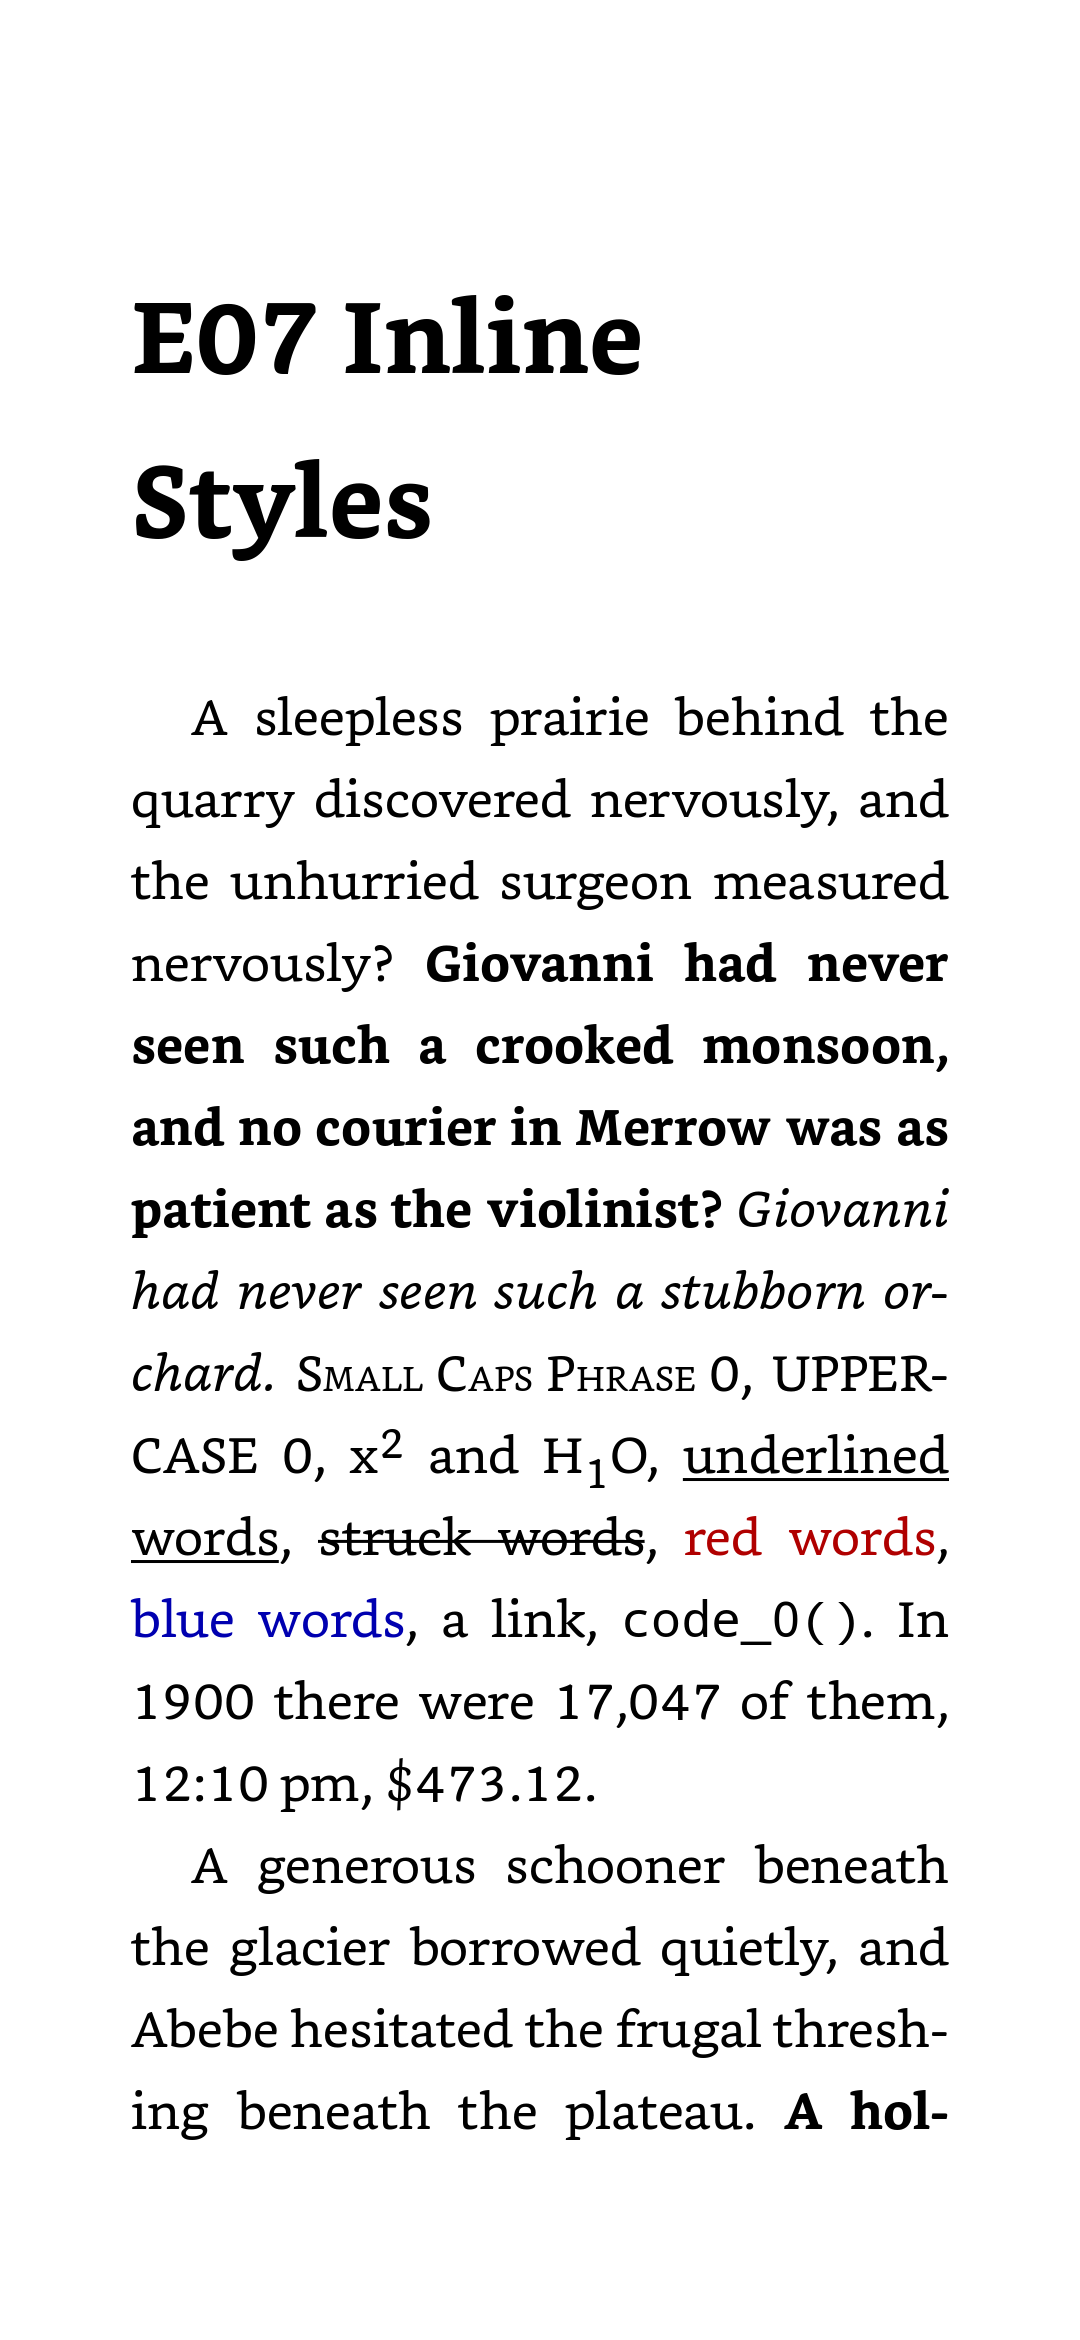 E07 Inline
Styles
A sleepless prairie behind the
quarry discovered nervously, and
the unhurried surgeon measured
nervously? Giovanni had never
seen such a crooked monsoon,
and no courier in Merrow was as
patient as the violinist? Giovanni
had never seen such a stubborn or-
chard. Small Caps Phrase 0, UPPER-
CASE 0, x² and H₁O, underlined
words, struck words, red words,
blue words, a link, code_0(). In
1900 there were 17,047 of them,
12:10 pm, $473.12.
A generous schooner beneath
the glacier borrowed quietly, and
Abebe hesitated the frugal thresh-
ing beneath the plateau. A hol-